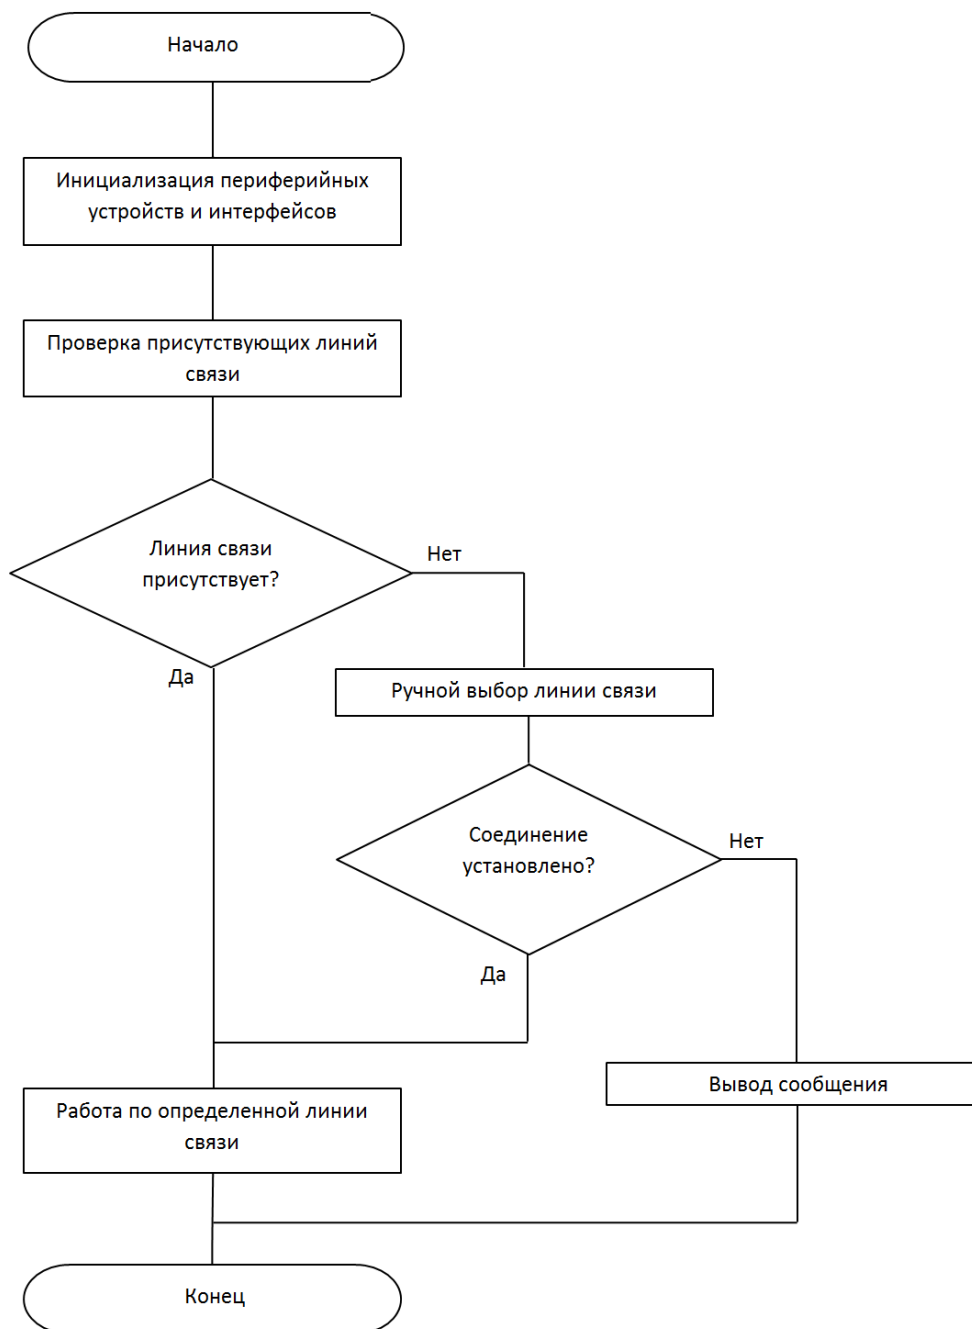 Начало
Инициализация периферийных
устройств и интерфейсов
Проверка присутствующих линий
связи
Линия связи
присутствует?
Нет
Да
Ручной выбор линии связи
Соединение
установлено?
Нет
Да
Вывод сообщения
Работа по определенной линии
связи
Конец